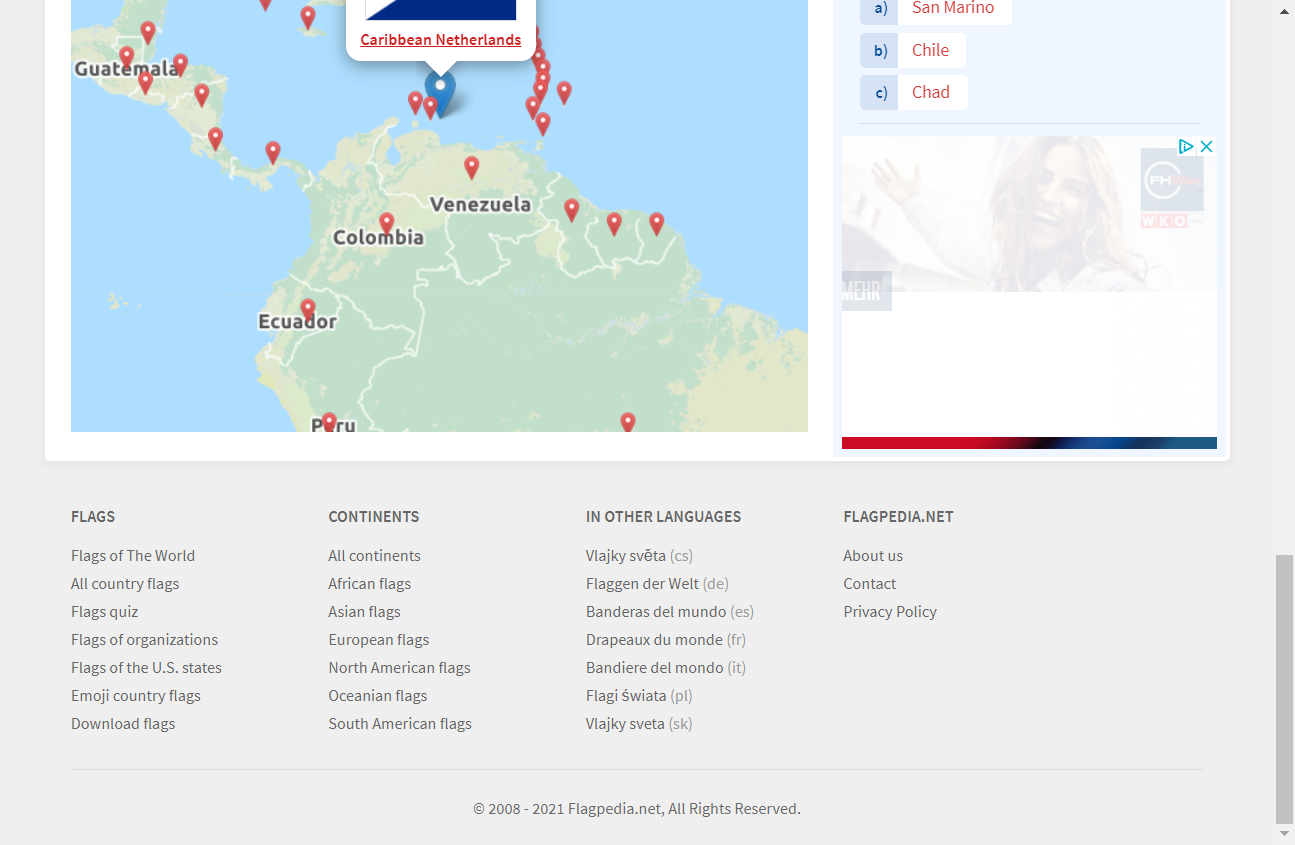 Caribbean Netherlands
Guatemala
Venezuela
Colombia
Ecuador
Peru
a) San Marino
b) Chile
c) Chad
FH
WKO
MEHR
FLAGS
Flags of The World
All country flags
Flags quiz
Flags of organizations
Flags of the U.S. states
Emoji country flags
Download flags
CONTINENTS
All continents
African flags
Asian flags
European flags
North American flags
Oceanian flags
South American flags
IN OTHER LANGUAGES
Vlajky světa (cs)
Flaggen der Welt (de)
Banderas del mundo (es)
Drapeaux du monde (fr)
Bandiere del mondo (it)
Flagi świata (pl)
Vlajky sveta (sk)
FLAGPEDIA.NET
About us
Contact
Privacy Policy
© 2008 - 2021 Flagpedia.net, All Rights Reserved.